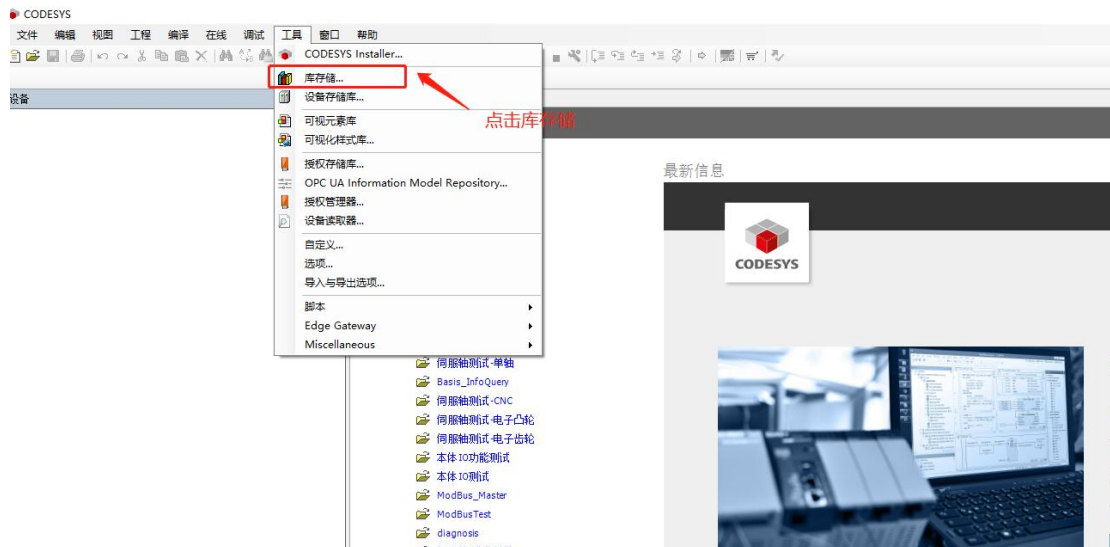 CODESYS
文件 编辑 视图 工程 编译 在线 调试 工具 窗口 帮助
CODESYS Installer...
库存储...
设备存储库...
可视元素库
可视化样式库...
授权存储库...
OPC UA Information Model Repository...
授权管理器...
设备读取器...
自定义...
选项...
导入与导出选项...
脚本
Edge Gateway
Miscellaneous
设备
点击库存储
最新信息
CODESYS
伺服轴测试-单轴
Basis_InfoQuery
伺服轴测试-CNC
伺服轴测试-电子凸轮
伺服轴测试-电子齿轮
本体IO功能测试
本体IO测试
ModBus_Master
ModBusTest
diagnosis